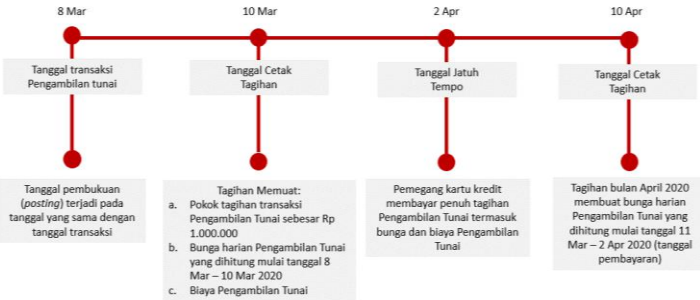 8 Mar
10 Mar
2 Apr
10 Apr
Tanggal transaksi
Pengambilan tunai
Tanggal Cetak
Tagihan
Tanggal Jatuh
Tempo
Tanggal Cetak
Tagihan
Tanggal pembukuan
(posting) terjadi pada
tanggal yang sama dengan
tanggal transaksi
Tagihan Memuat:
a. Pokok tagihan transaksi
Pengambilan Tunai sebesar Rp
1.000.000
b. Bunga harian Pengambilan Tunai
yang dihitung mulai tanggal 8
Mar – 10 Mar 2020
c. Biaya Pengambilan Tunai
Pemegang kartu kredit
membayar penuh tagihan
Pengambilan Tunai termasuk
bunga dan biaya Pengambilan
Tunai
Tagihan bulan April 2020
membuat bunga harian
Pengambilan Tunai yang
dihitung mulai tanggal 11
Mar – 2 Apr 2020 (tanggal
pembayaran)